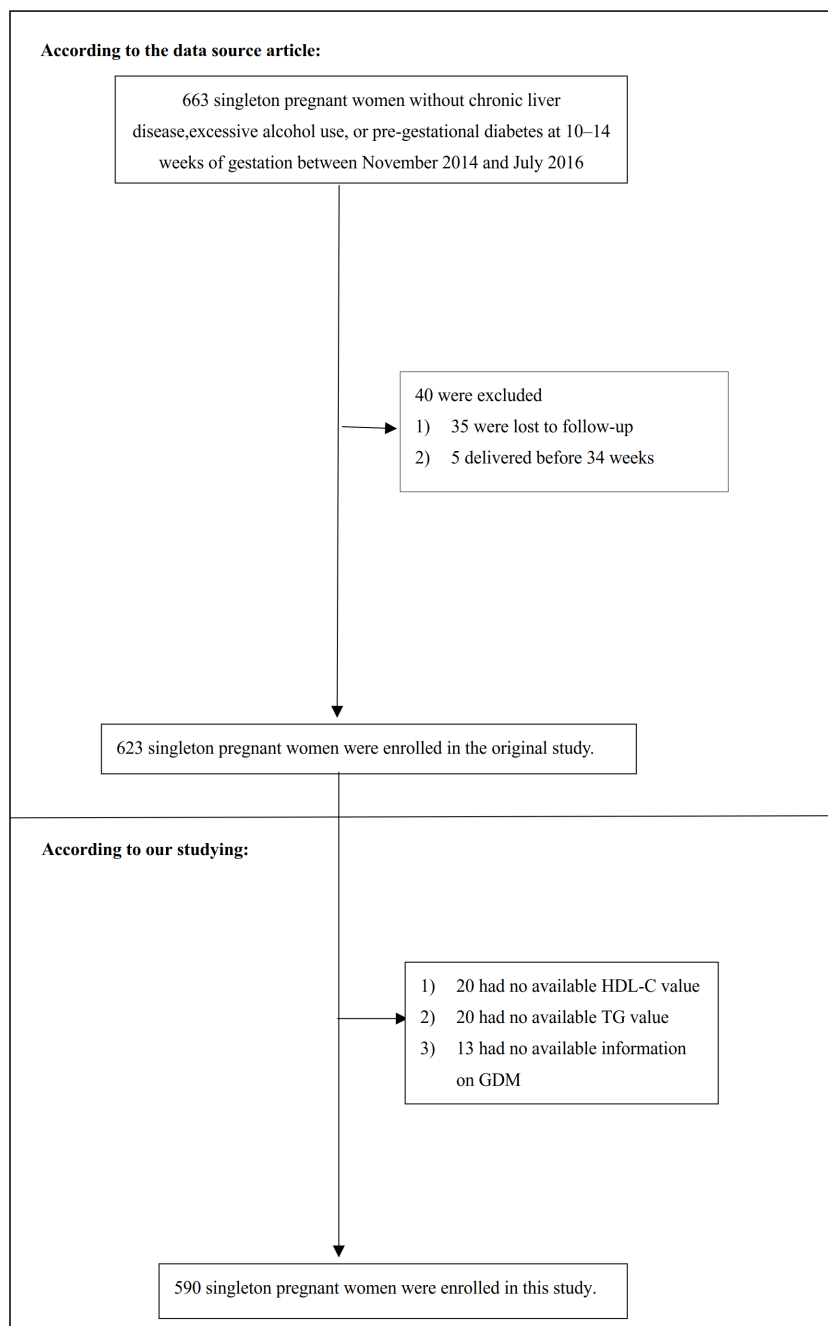 According to the data source article:
663 singleton pregnant women without chronic liver
disease,excessive alcohol use, or pre-gestational diabetes at 10–14
weeks of gestation between November 2014 and July 2016
40 were excluded
1) 35 were lost to follow-up
2) 5 delivered before 34 weeks
623 singleton pregnant women were enrolled in the original study.
According to our studying:
1) 20 had no available HDL-C value
2) 20 had no available TG value
3) 13 had no available information
on GDM
590 singleton pregnant women were enrolled in this study.